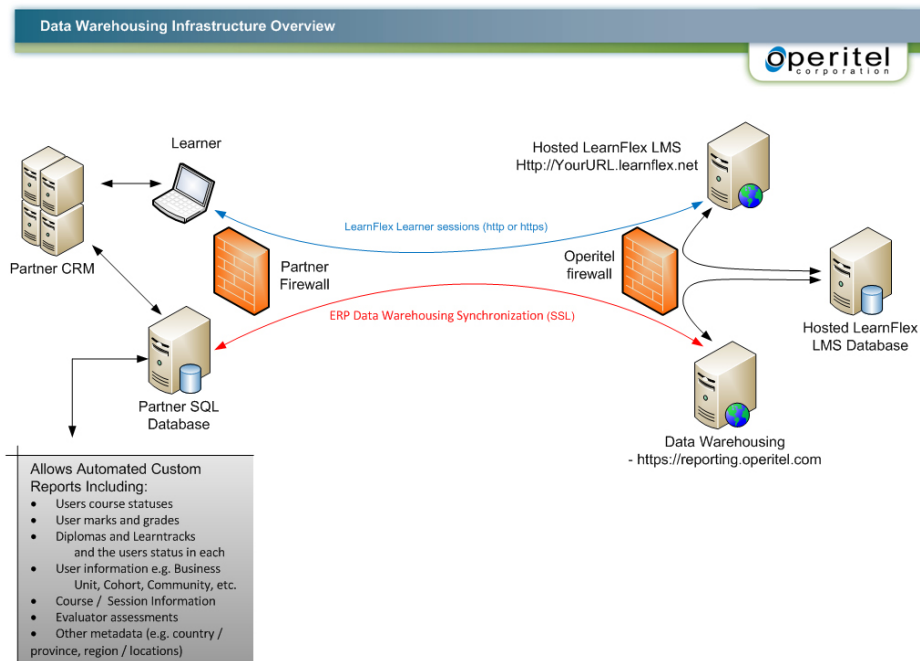 Data Warehousing Infrastructure Overview
operitel
corporation
Learner
Hosted LearnFlex LMS
Http://YourURL.learnflex.net
LearnFlex Learner sessions (http or https)
Partner CRM
Partner
Firewall
Operitel
firewall
ERP Data Warehousing Synchronization (SSL)
Hosted LearnFlex
LMS Database
Partner SQL
Database
Data Warehousing
- https://reporting.operitel.com
Allows Automated Custom
Reports Including:
• Users course statuses
• User marks and grades
• Diplomas and Learntracks
and the users status in each
• User information e.g. Business
Unit, Cohort, Community, etc.
• Course / Session Information
• Evaluator assessments
• Other metadata (e.g. country /
province, region / locations)